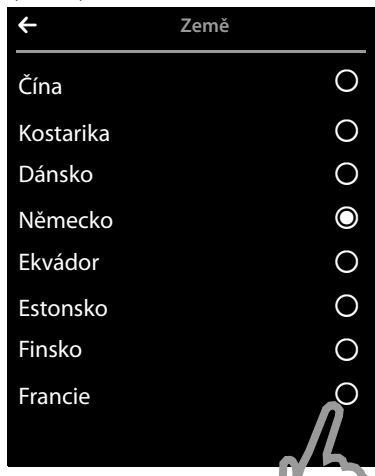 Země
Čína
Kostarika
Dánsko
Německo
Ekvádor
Estonsko
Finsko
Francie